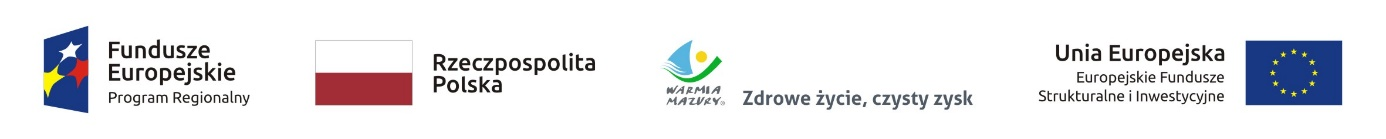 Fundusze
Europejskie
Program Regionalny
Rzeczpospolita
Polska
WARMIA
MAZURY
Zdrowe życie, czysty zysk
Unia Europejska
Europejskie Fundusze
Strukturalne i Inwestycyjne